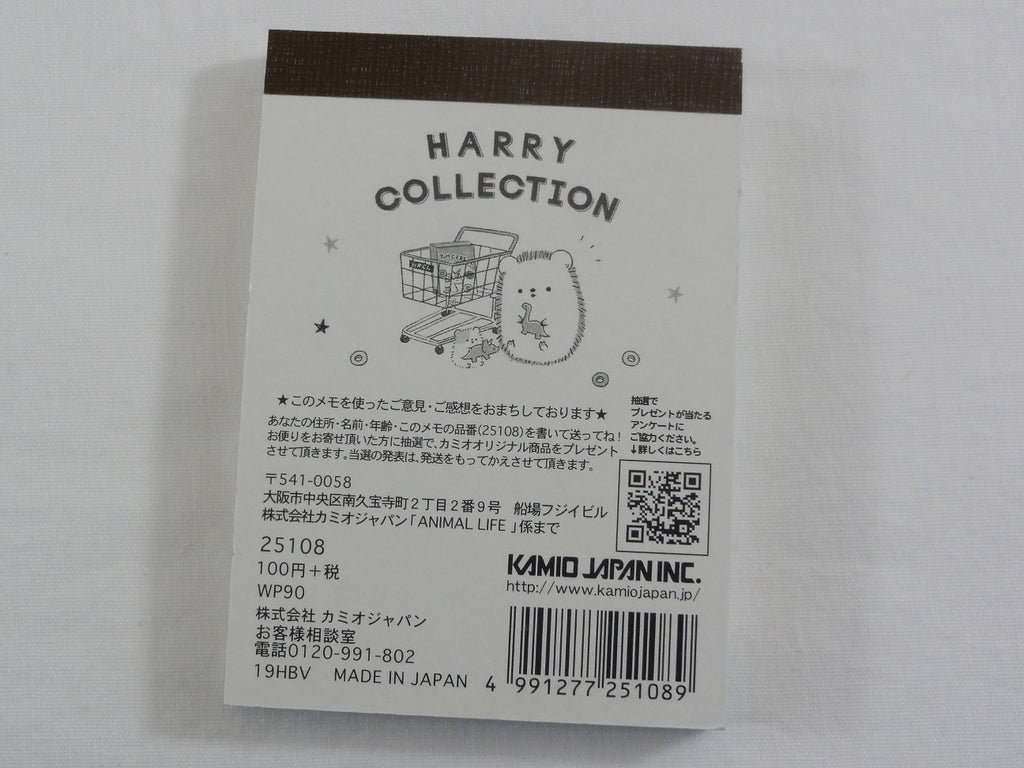 HARRY
COLLECTION
★このメモを使ったご意見・ご感想をおまちしております★
あなたの住所・名前・年齢・このメモの品番(25108)を書いて送ってね!
お便りをお寄せ頂いた方に抽選で、カミオオリジナル商品をプレゼント
させて頂きます。当選の発表は、発送をもってかえさせて頂きます。
抽選で
プレゼントが当たる
アンケートに
ご協力ください。
↓詳しくはこちら
〒541-0058
大阪市中央区南久宝寺町2丁目2番9号 船場フジイビル
株式会社カミオジャパン「ANIMAL LIFE 」係まで
25108
100円+税
WP90
株式会社 カミオジャパン
お客様相談室
電話0120-991-802
19HBV MADE IN JAPAN
KAMIO JAPAN INC.
http://www.kamiojapan.jp/
4 991277 251089